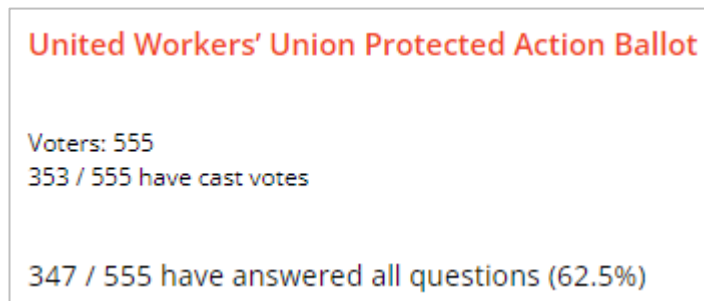 United Workers’ Union Protected Action Ballot
Voters: 555
353 / 555 have cast votes
347 / 555 have answered all questions (62.5%)